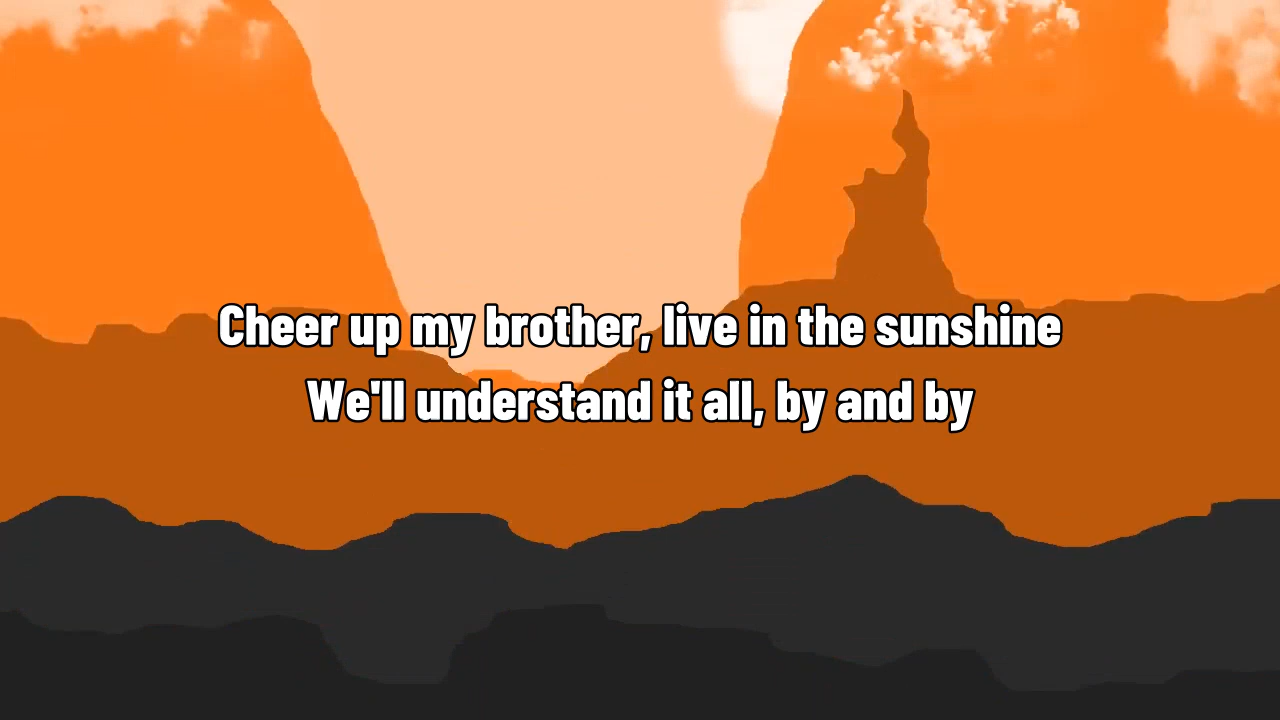 Cheer up my brother, live in the sunshine
We'll understand it all, by and by